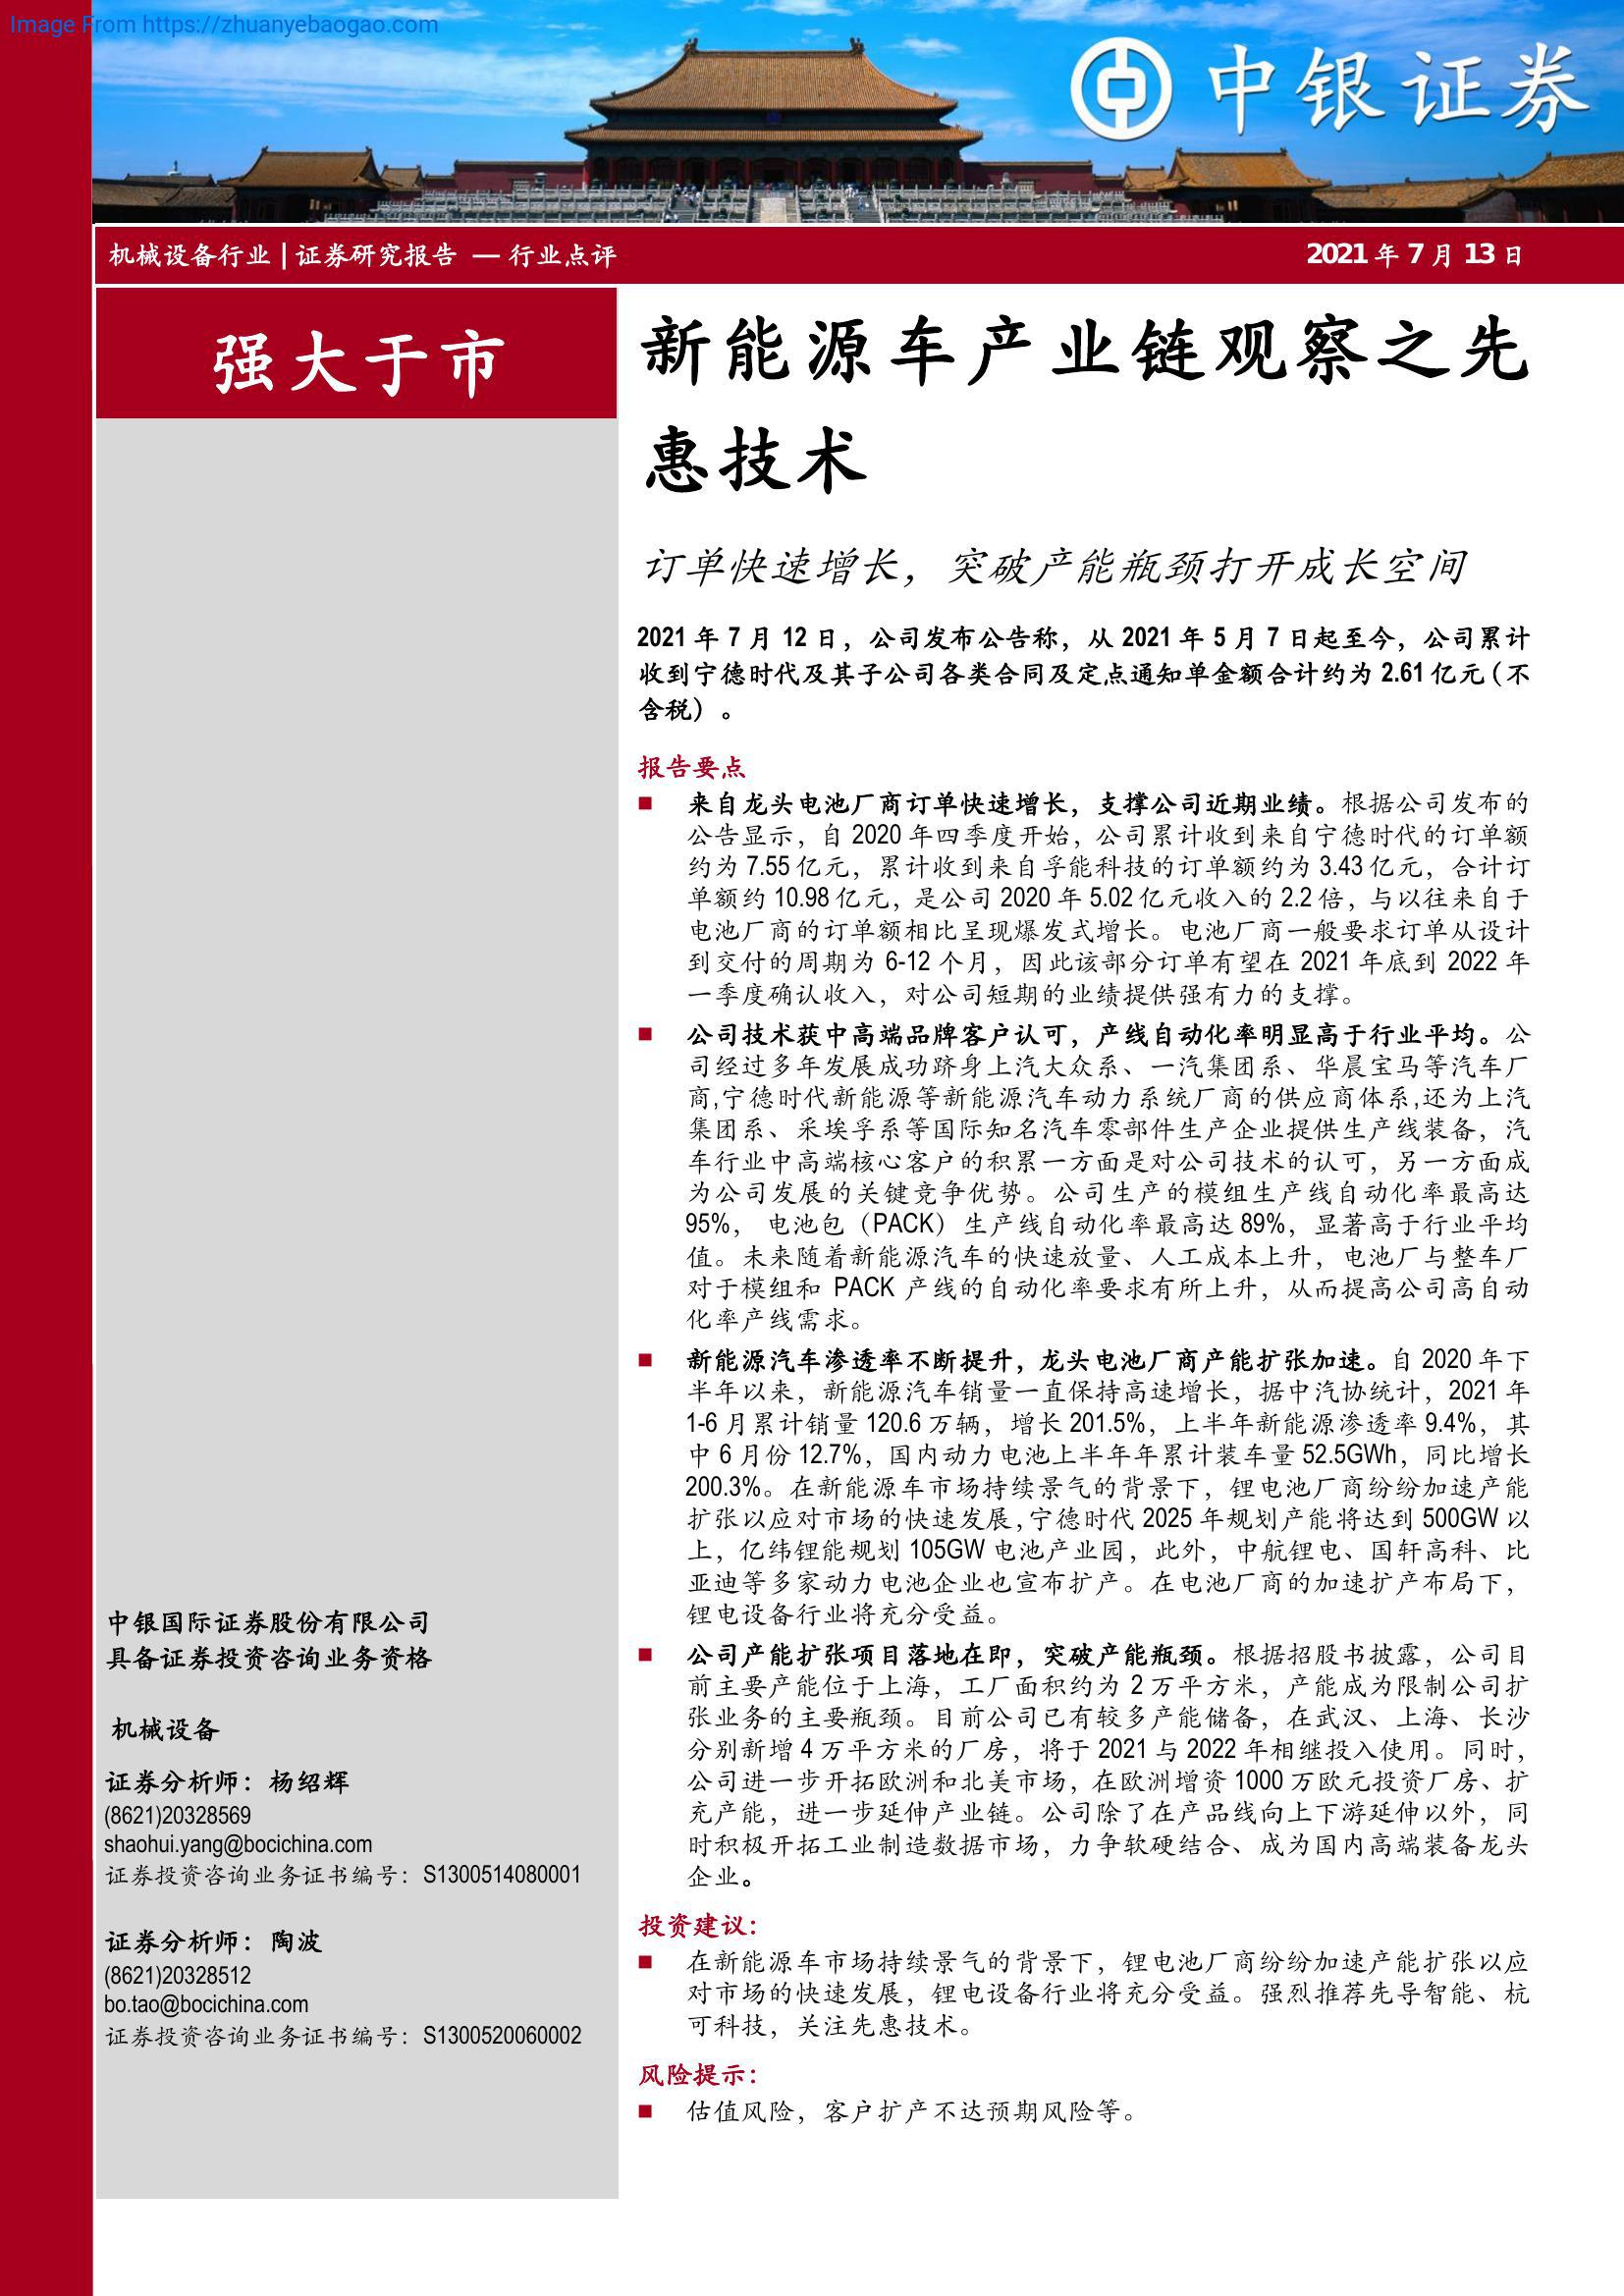 Image From https://zhuanyebaogao.com
中银证券
机械设备行业 | 证券研究报告 — 行业点评
2021 年 7 月 13 日
强大于市
新能源车产业链观察之先
惠技术
订单快速增长，突破产能瓶颈打开成长空间
2021 年 7 月 12 日，公司发布公告称，从 2021 年 5 月 7 日起至今，公司累计
收到宁德时代及其子公司各类合同及定点通知单金额合计约为 2.61 亿元（不
含税）。
报告要点
■ 来自龙头电池厂商订单快速增长，支撑公司近期业绩。根据公司发布的
公告显示，自 2020 年四季度开始，公司累计收到来自宁德时代的订单额
约为 7.55 亿元，累计收到来自孚能科技的订单额约为 3.43 亿元，合计订
单额约 10.98 亿元，是公司 2020 年 5.02 亿元收入的 2.2 倍，与以往来自于
电池厂商的订单额相比呈现爆发式增长。电池厂商一般要求订单从设计
到交付的周期为 6-12 个月，因此该部分订单有望在 2021 年底到 2022 年
一季度确认收入，对公司短期的业绩提供强有力的支撑。
■ 公司技术获中高端品牌客户认可，产线自动化率明显高于行业平均。公
司经过多年发展成功跻身上汽大众系、一汽集团系、华晨宝马等汽车厂
商,宁德时代新能源等新能源汽车动力系统厂商的供应商体系,还为上汽
集团系、采埃孚系等国际知名汽车零部件生产企业提供生产线装备，汽
车行业中高端核心客户的积累一方面是对公司技术的认可，另一方面成
为公司发展的关键竞争优势。公司生产的模组生产线自动化率最高达
95%， 电池包（PACK）生产线自动化率最高达 89%，显著高于行业平均
值。未来随着新能源汽车的快速放量、人工成本上升，电池厂与整车厂
对于模组和 PACK 产线的自动化率要求有所上升，从而提高公司高自动
化率产线需求。
■ 新能源汽车渗透率不断提升，龙头电池厂商产能扩张加速。自 2020 年下
半年以来，新能源汽车销量一直保持高速增长，据中汽协统计，2021 年
1-6 月累计销量 120.6 万辆，增长 201.5%，上半年新能源渗透率 9.4%，其
中 6 月份 12.7%，国内动力电池上半年年累计装车量 52.5GWh，同比增长
200.3%。在新能源车市场持续景气的背景下，锂电池厂商纷纷加速产能
扩张以应对市场的快速发展,宁德时代 2025 年规划产能将达到 500GW 以
上，亿纬锂能规划 105GW 电池产业园，此外，中航锂电、国轩高科、比
亚迪等多家动力电池企业也宣布扩产。在电池厂商的加速扩产布局下，
锂电设备行业将充分受益。
■ 公司产能扩张项目落地在即，突破产能瓶颈。根据招股书披露，公司目
前主要产能位于上海，工厂面积约为 2 万平方米，产能成为限制公司扩
张业务的主要瓶颈。目前公司已有较多产能储备，在武汉、上海、长沙
分别新增 4 万平方米的厂房，将于 2021 与 2022 年相继投入使用。同时，
公司进一步开拓欧洲和北美市场，在欧洲增资 1000 万欧元投资厂房、扩
充产能，进一步延伸产业链。公司除了在产品线向上下游延伸以外，同
时积极开拓工业制造数据市场，力争软硬结合、成为国内高端装备龙头
企业。
投资建议：
■ 在新能源车市场持续景气的背景下，锂电池厂商纷纷加速产能扩张以应
对市场的快速发展，锂电设备行业将充分受益。强烈推荐先导智能、杭
可科技，关注先惠技术。
风险提示：
■ 估值风险，客户扩产不达预期风险等。
中银国际证券股份有限公司
具备证券投资咨询业务资格
机械设备
证券分析师：杨绍辉
(8621)20328569
shaohui.yang@bocichina.com
证券投资咨询业务证书编号：S1300514080001
证券分析师：陶波
(8621)20328512
bo.tao@bocichina.com
证券投资咨询业务证书编号：S1300520060002